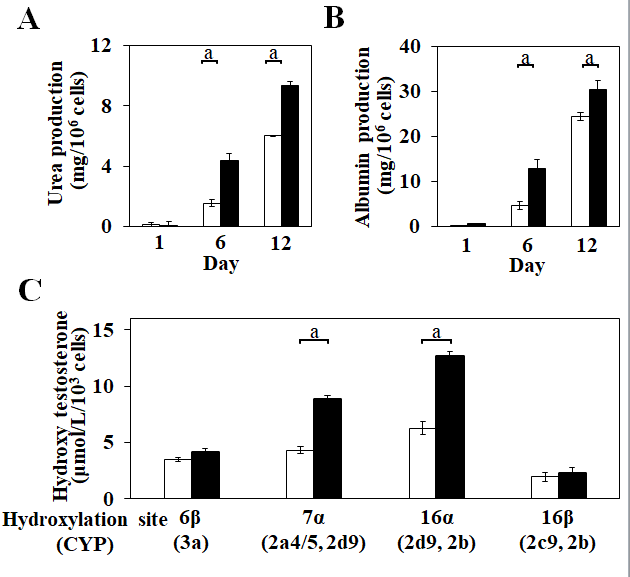 A
Urea production
(mg/10⁶ cells)
12
8
4
0
a
a
1
6
12
Day
B
Albumin production
(mg/10⁶ cells)
40
30
20
10
0
a
a
1
6
12
Day
C
Hydroxy testosterone
(μmol/L/10³ cells)
15
10
5
0
a
a
Hydroxylation site 6β 7α 16α 16β
(CYP) (3a) (2a4/5, 2d9) (2d9, 2b) (2c9, 2b)